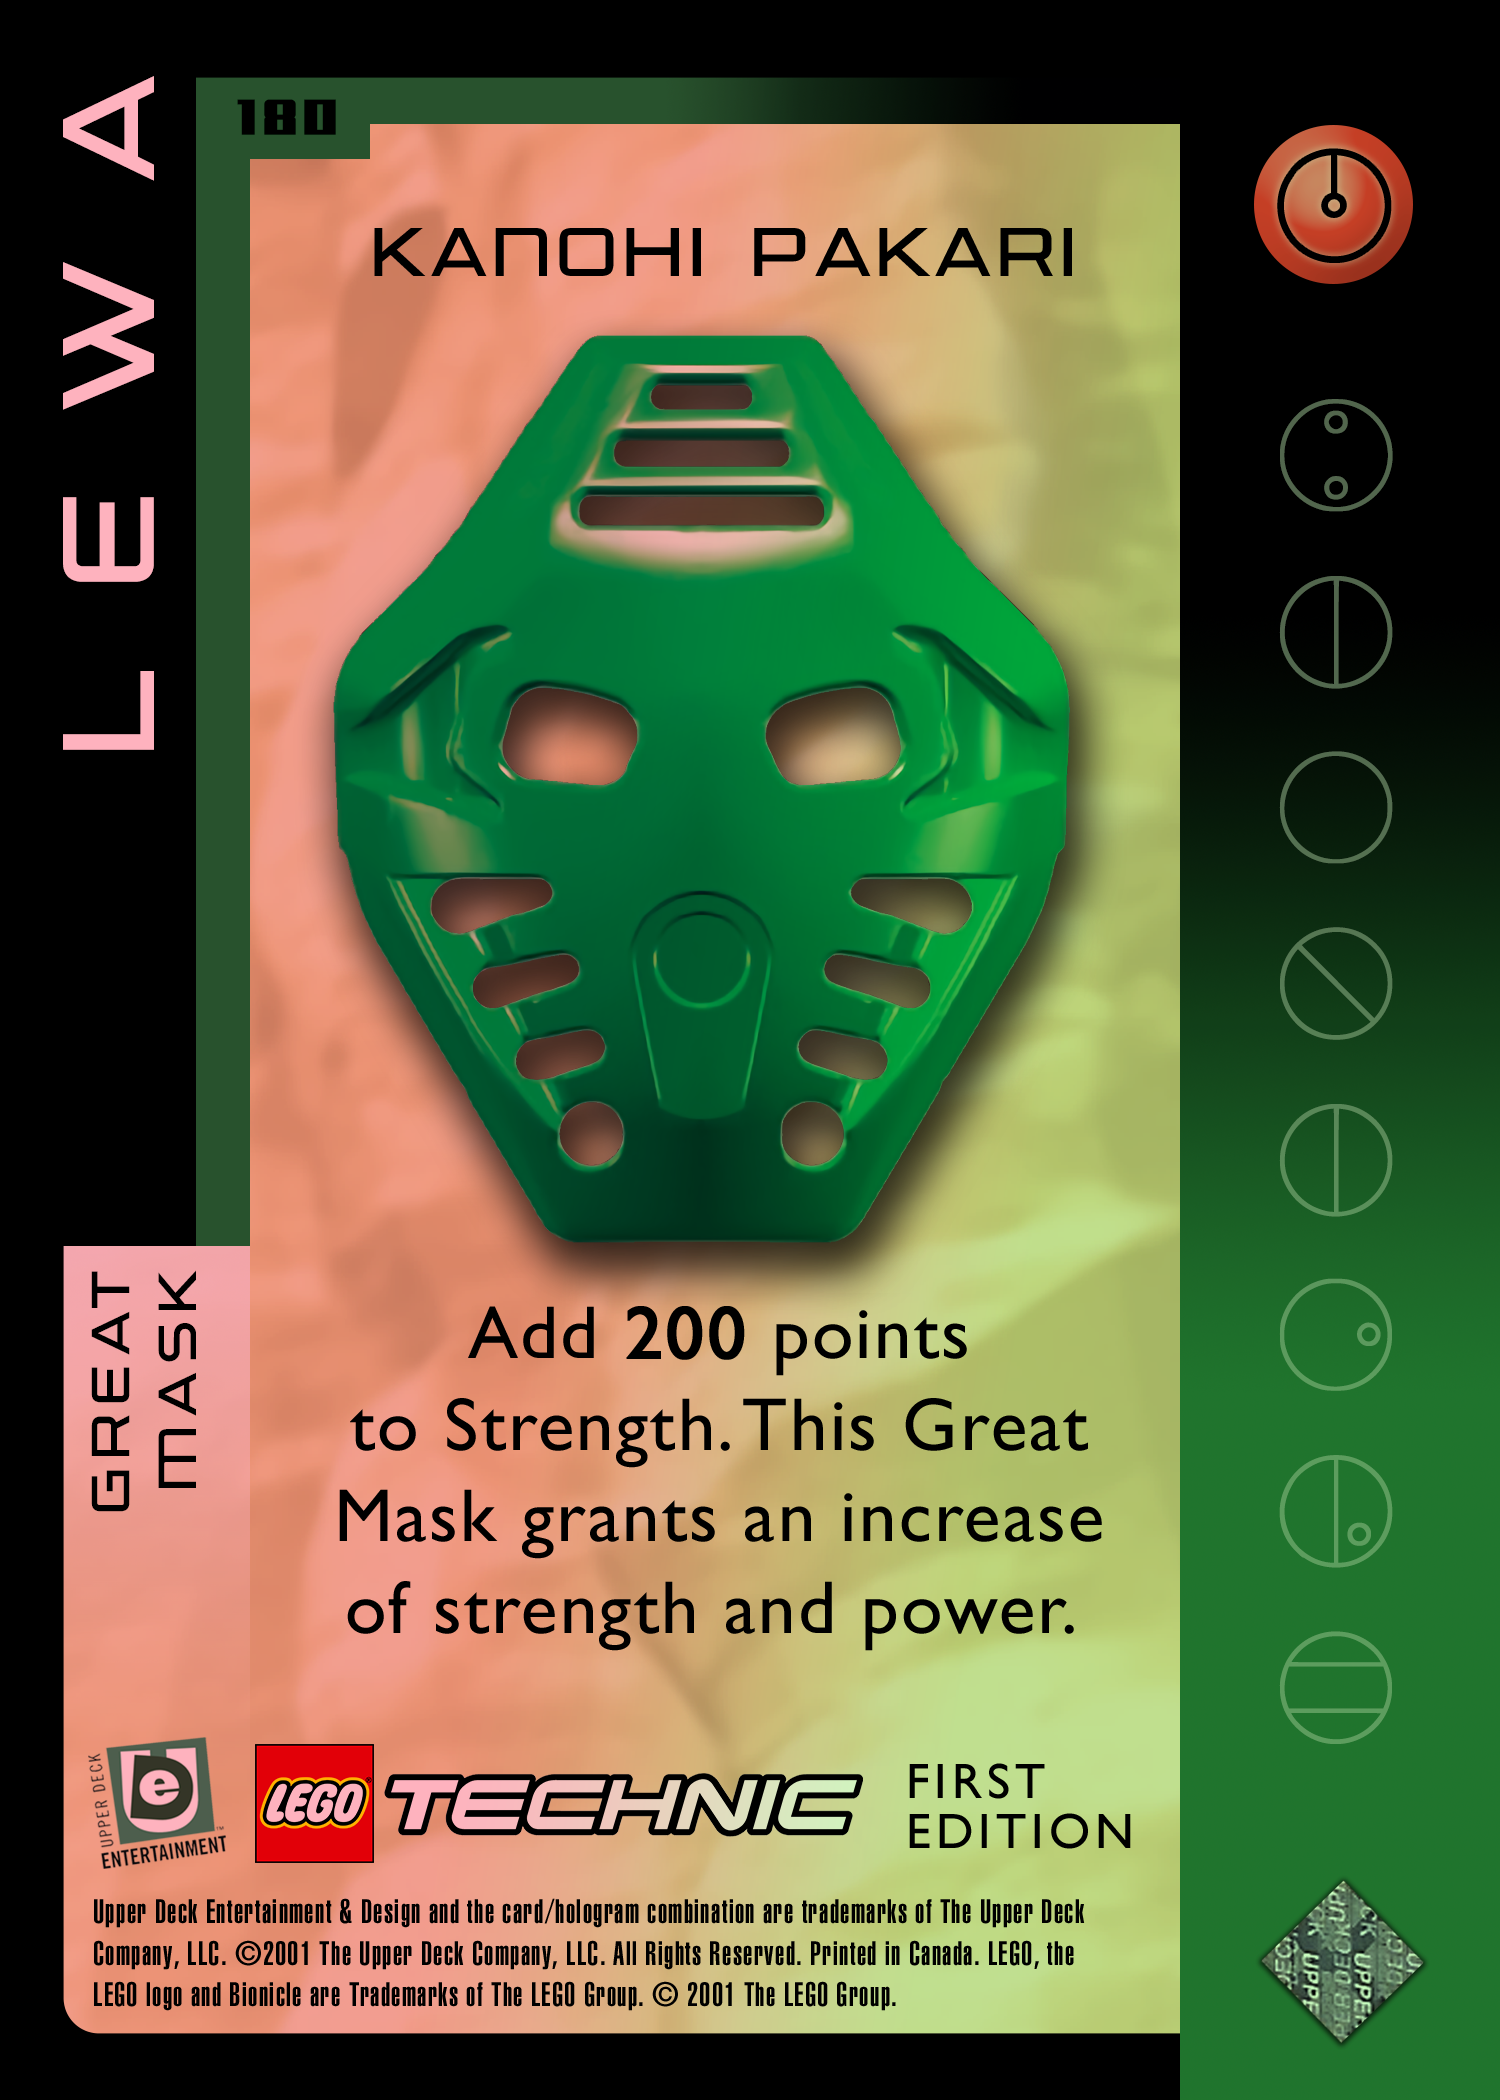 LEWA
180
KANOHI PAKARI
GREAT
MASK
Add 200 points
to Strength. This Great
Mask grants an increase
of strength and power.
UPPER DECK
e
ENTERTAINMENT™
LEGO®
TECHNIC
FIRST
EDITION
Upper Deck Entertainment & Design and the card/hologram combination are trademarks of The Upper Deck
Company, LLC. ©2001 The Upper Deck Company, LLC. All Rights Reserved. Printed in Canada. LEGO, the
LEGO logo and Bionicle are Trademarks of The LEGO Group. © 2001 The LEGO Group.